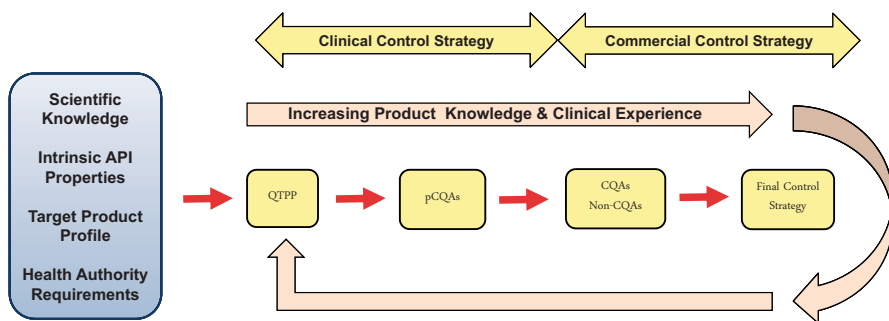 Clinical Control Strategy
Commercial Control Strategy
Increasing Product Knowledge & Clinical Experience
Scientific
Knowledge
Intrinsic API
Properties
Target Product
Profile
Health Authority
Requirements
QTPP
pCQAs
CQAs
Non-CQAs
Final Control
Strategy